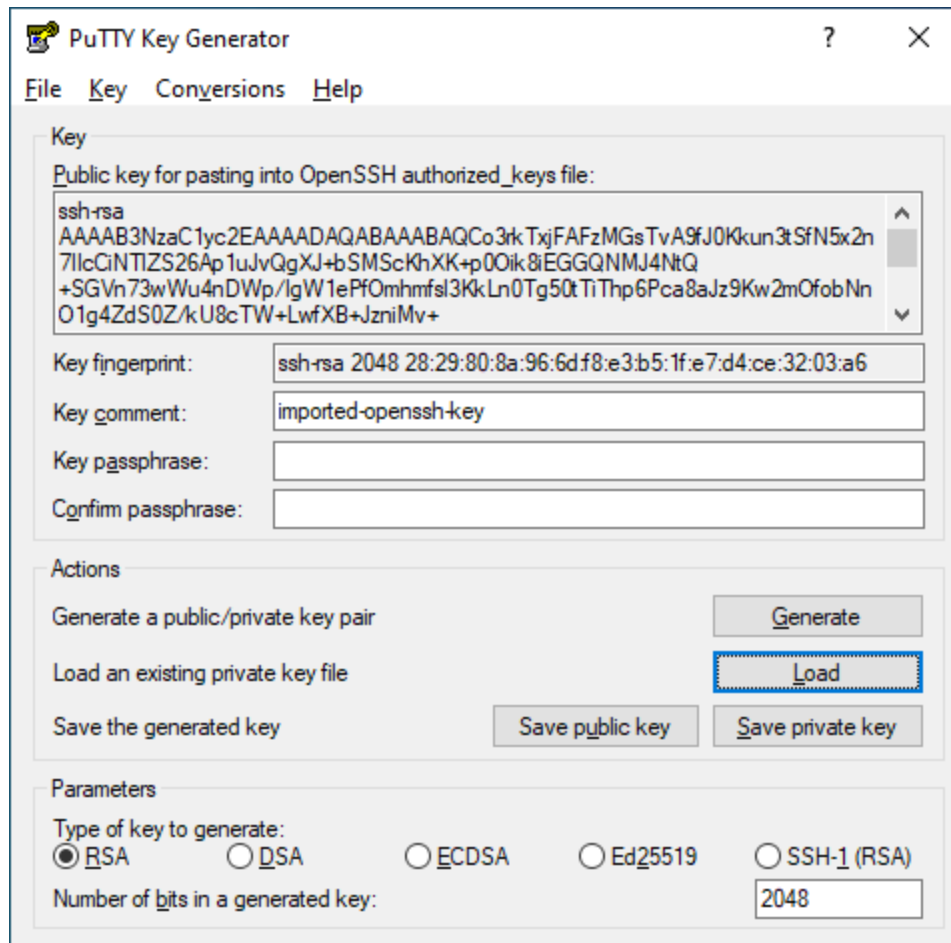 PuTTY Key Generator ?
File Key Conversions Help
Key
Public key for pasting into OpenSSH authorized_keys file:
ssh-rsa
AAAAB3NzaC1yc2EAAAADAQABAAABAQCo3rkTxjFAFzMGsTvA9fJ0Kkun3tSfN5x2n
7IlcCiNTlZS26Ap1uJvQgXJ+bSMScKhXK+p0Oik8iEGGQNMJ4NtQ
+SGVn73wWu4nDWp/IgW1ePfOmhmfsI3KkLn0Tg50tTiThp6Pca8aJz9Kw2mOfobNn
O1g4ZdS0Z/kU8cTW+LwfXB+JzniMv+
Key fingerprint: ssh-rsa 2048 28:29:80:8a:96:6d:f8:e3:b5:1f:e7:d4:ce:32:03:a6
Key comment: imported-openssh-key
Key passphrase:
Confirm passphrase:
Actions
Generate a public/private key pair Generate
Load an existing private key file Load
Save the generated key Save public key Save private key
Parameters
Type of key to generate:
RSA DSA ECDSA Ed25519 SSH-1 (RSA)
Number of bits in a generated key: 2048